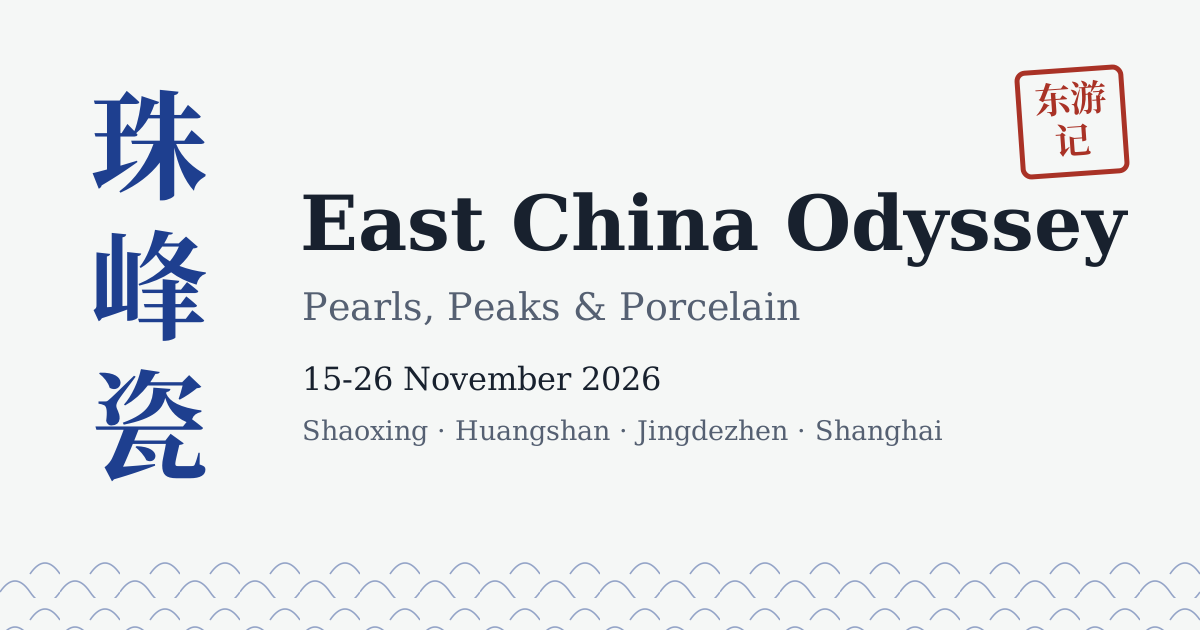 珠
峰
瓷
东游
记
East China Odyssey
Pearls, Peaks & Porcelain
15-26 November 2026
Shaoxing · Huangshan · Jingdezhen · Shanghai